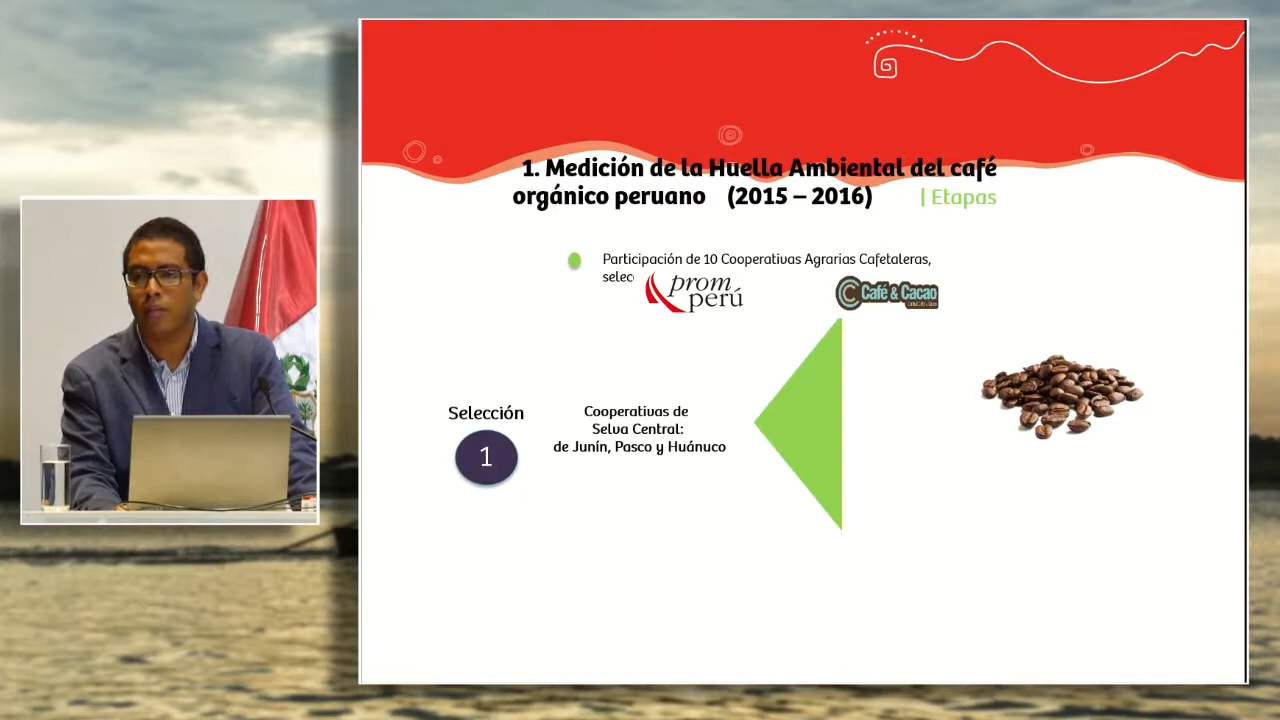 1. Medición de la Huella Ambiental del café
orgánico peruano (2015 – 2016) | Etapas
Participación de 10 Cooperativas Agrarias Cafetaleras,
selec
prom
perú
Café & Cacao
Selección
1
Cooperativas de
Selva Central:
de Junín, Pasco y Huánuco